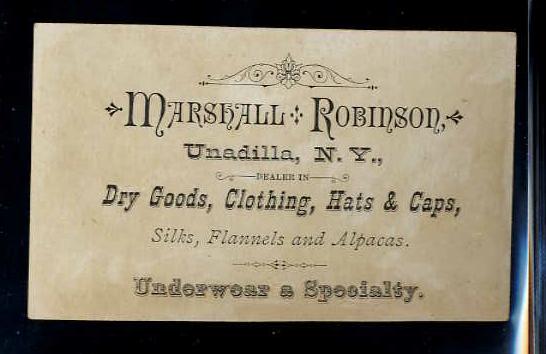 Marshall Robinson,
Unadilla, N. Y.,
DEALER IN
Dry Goods, Clothing, Hats & Caps,
Silks, Flannels and Alpacas.
Underwear a Specialty.